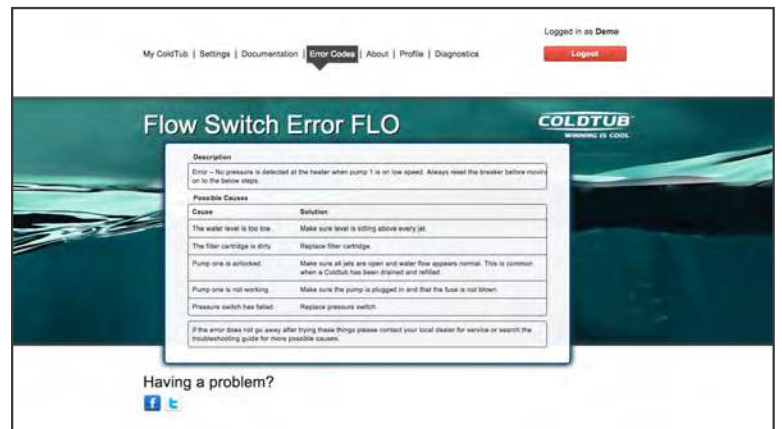 Logged in as Demo
My ColdTub | Settings | Documentation | Error Codes | About | Profile | Diagnostics
Logout
Flow Switch Error FLO
COLDTUB
WINNING IS COOL
Description
Error – No pressure is detected at the heater when pump 1 is on low speed. Always reset the breaker before moving
on to the below steps.
Possible Causes
Cause Solution
The water level is too low Make sure level is sitting above every jet
The filter cartridge is dirty Replace filter cartridge
Pump one is airlocked Make sure all jets are open and water flow appears normal. This is common
when a Coldtub has been drained and refilled
Pump one is not working Make sure the pump is plugged in and that the fuse is not blown
Pressure switch has failed Replace pressure switch
If the error does not go away after trying these things please contact your local dealer for service or search the
troubleshooting guide for more possible causes.
Having a problem?